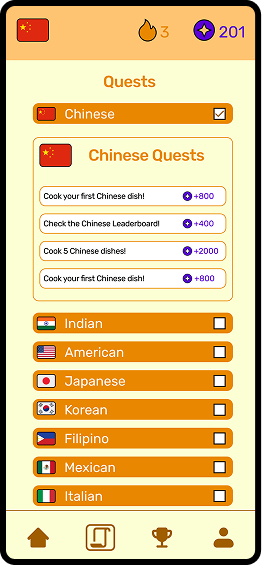 3
201
Quests
Chinese
Chinese Quests
Cook your first Chinese dish!
+800
Check the Chinese Leaderboard!
+400
Cook 5 Chinese dishes!
+2000
Cook your first Chinese dish!
+800
Indian
American
Japanese
Korean
Filipino
Mexican
Italian